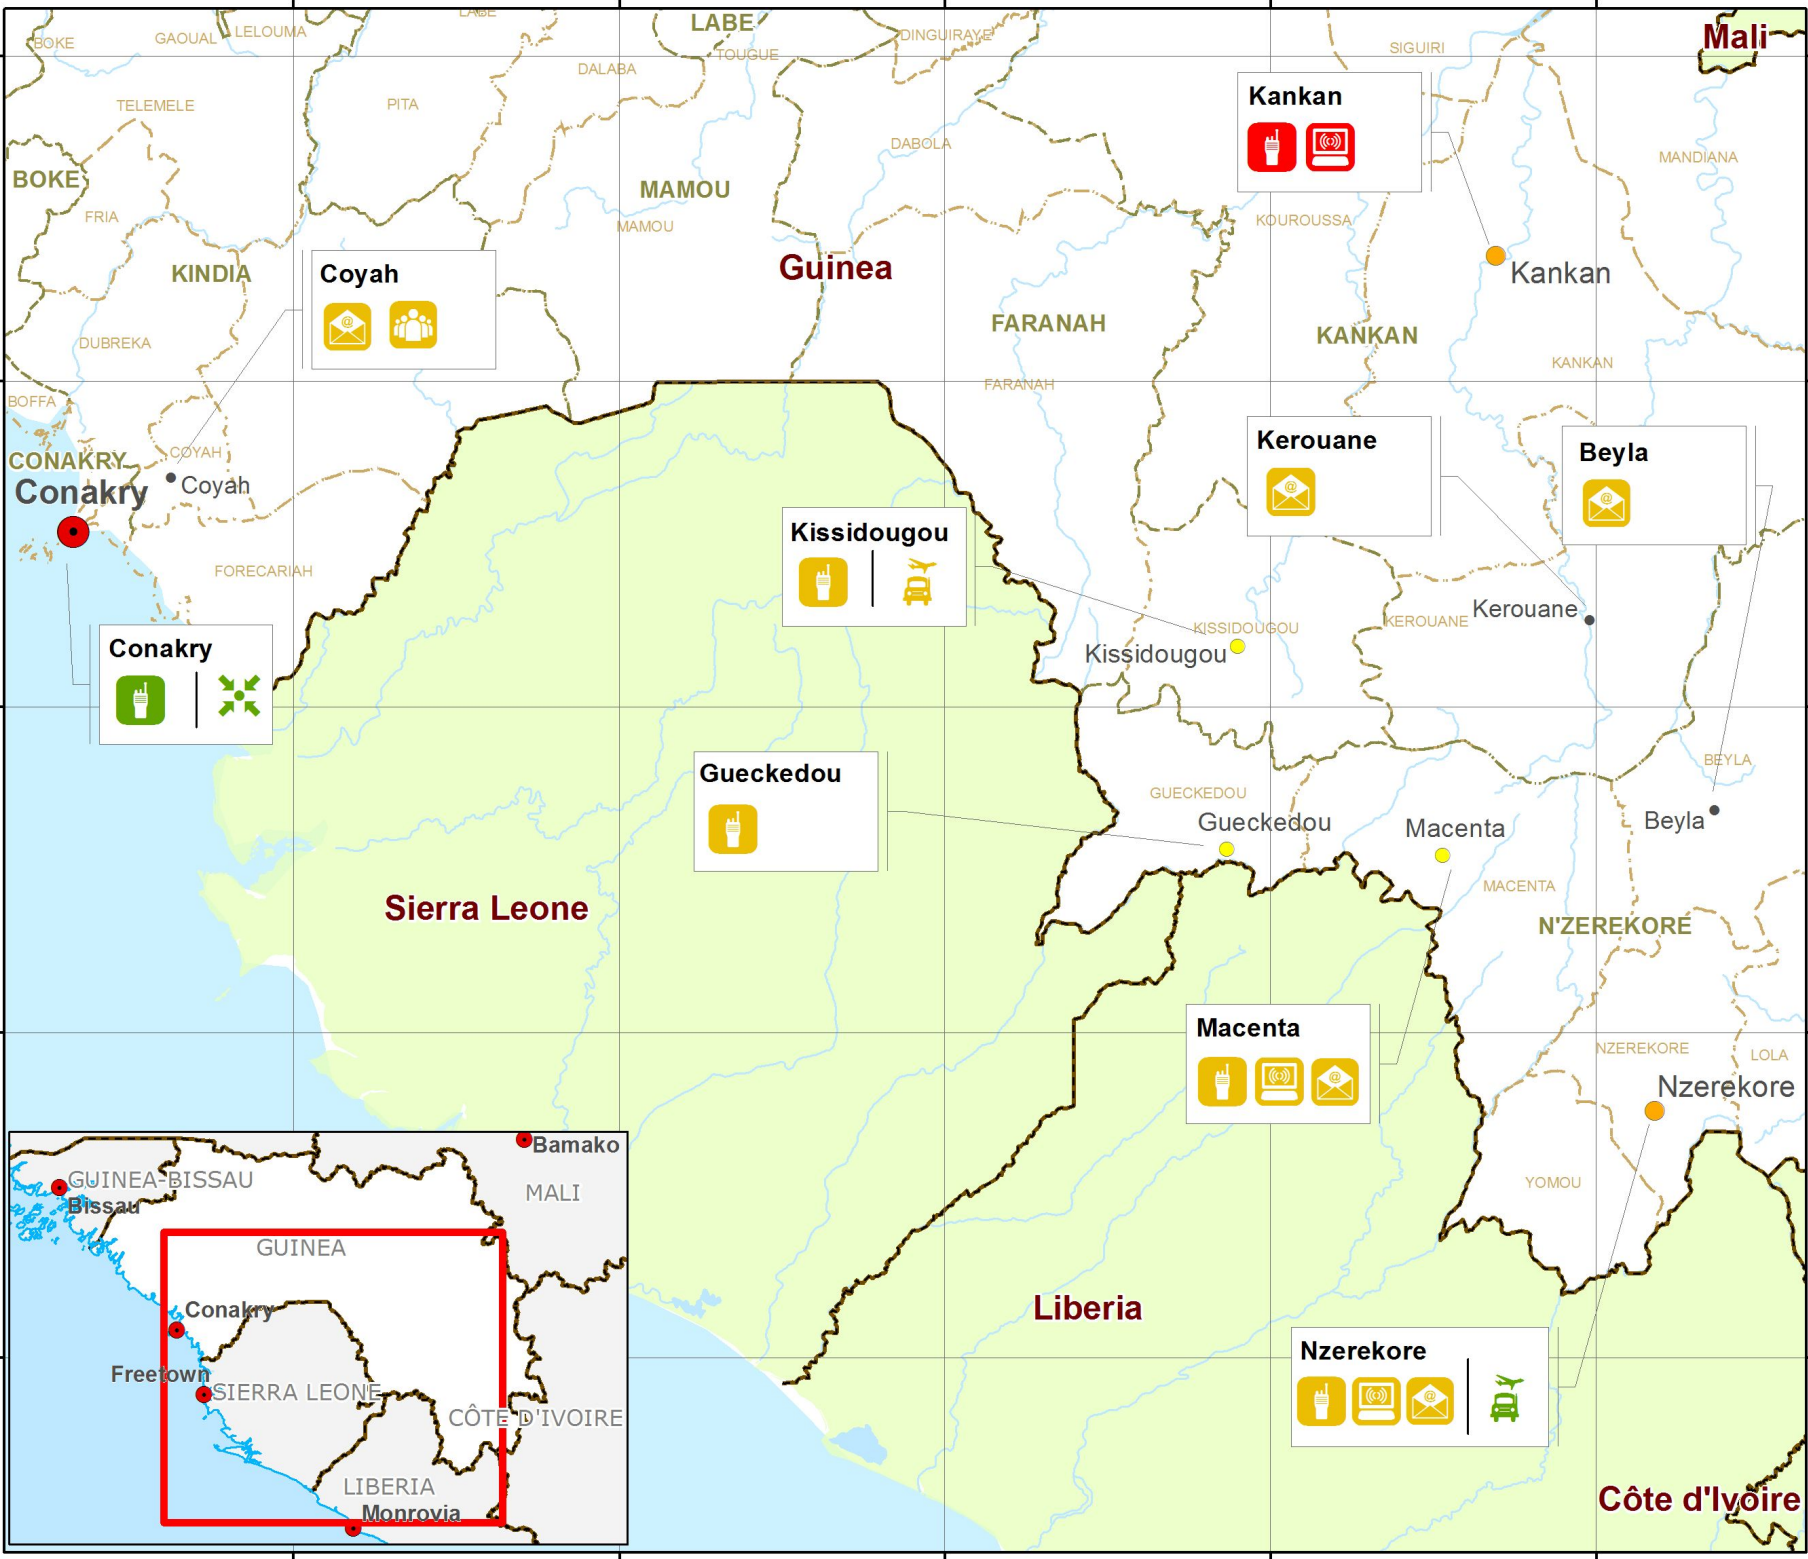 LABE
LABE
Mali
BOKE
GAOUAL
LELOUMA
DINGUIRAYE
SIGUIRI
TOUGUE
DALABA
TELEMELE
PITA
Kankan
DABOLA
MANDIANA
BOKE
MAMOU
FRIA
MAMOU
KOUROUSSA
KINDIA
Coyah
Guinea
Kankan
FARANAH
KANKAN
DUBREKA
KANKAN
FARANAH
BOFFA
Kerouane
Beyla
COYAH
CONAKRY
Conakry
Coyah
@
@
@
Kissidougou
FORECARIAH
Kerouane
KEROUANE
KISSIDOUGOU
Kissidougou
Conakry
BEYLA
Gueckedou
GUECKEDOU
Gueckedou
Macenta
Beyla
MACENTA
Sierra Leone
N'ZEREKORE
Macenta
@
NZEREKORE
LOLA
Nzerekore
YOMOU
Bamako
GUINEA-BISSAU
Bissau
MALI
GUINEA
Conakry
Liberia
Freetown
SIERRA LEONE
CÔTE D'IVOIRE
Nzerekore
@
LIBERIA
Monrovia
Côte d'Ivoire